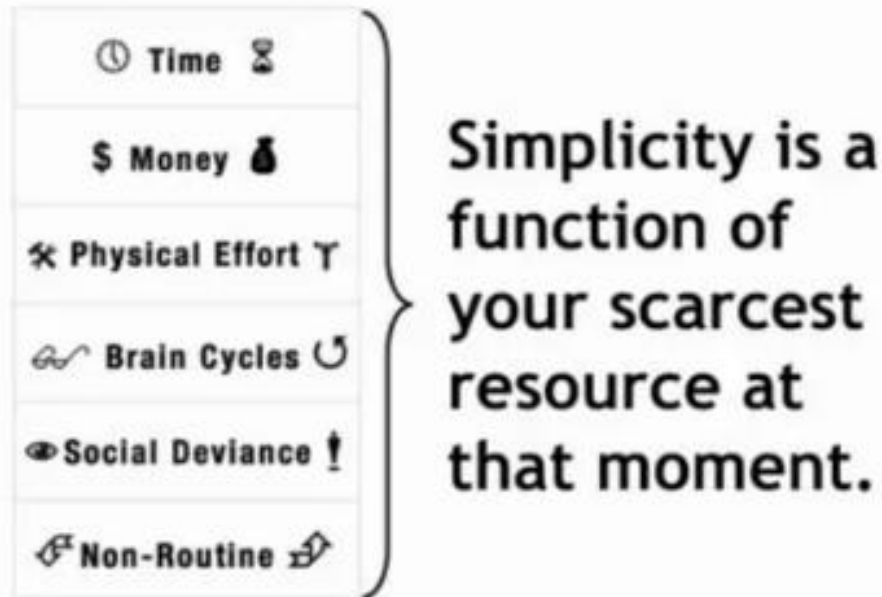 Time
$ Money
Physical Effort
Brain Cycles
Social Deviance
Non-Routine
Simplicity is a
function of
your scarcest
resource at
that moment.